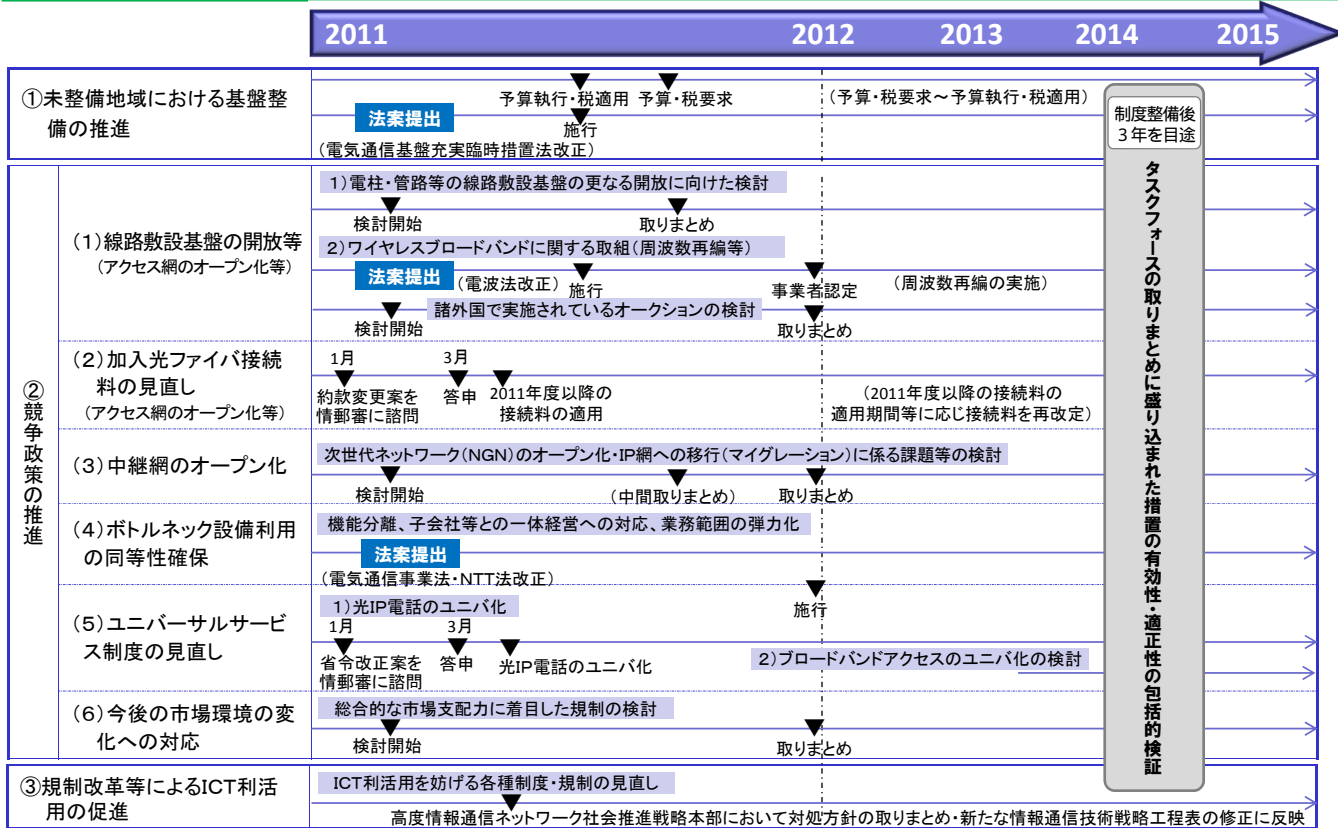 2011 2012 2013 2014 2015
①未整備地域における基盤整
備の推進
予算執行・税適用 予算・税要求 (予算・税要求～予算執行・税適用)
法案提出
施行
(電気通信基盤充実臨時措置法改正)
制度整備後
3年を目途
タスクフォースの取りまとめに盛り込まれた措置の有効性・適正性の包括的検証
②競争政策の推進
(1)線路敷設基盤の開放等
(アクセス網のオープン化等)
1)電柱・管路等の線路敷設基盤の更なる開放に向けた検討
検討開始 取りまとめ
2)ワイヤレスブロードバンドに関する取組(周波数再編等)
法案提出 (電波法改正) 施行 事業者認定 (周波数再編の実施)
諸外国で実施されているオークションの検討
検討開始 取りまとめ
(2)加入光ファイバ接続
料の見直し
(アクセス網のオープン化等)
1月 3月
約款変更案を
情郵審に諮問
答申
2011年度以降の
接続料の適用
(2011年度以降の接続料の
適用期間等に応じ接続料を再改定)
(3)中継網のオープン化
次世代ネットワーク(NGN)のオープン化・IP網への移行(マイグレーション)に係る課題等の検討
検討開始 (中間取りまとめ) 取りまとめ
(4)ボトルネック設備利用
の同等性確保
機能分離、子会社等との一体経営への対応、業務範囲の弾力化
法案提出
(電気通信事業法・NTT法改正)
施行
(5)ユニバーサルサービ
ス制度の見直し
1)光IP電話のユニバ化
1月 3月
省令改正案を
情郵審に諮問
答申
光IP電話のユニバ化
2)ブロードバンドアクセスのユニバ化の検討
(6)今後の市場環境の変
化への対応
総合的な市場支配力に着目した規制の検討
検討開始 取りまとめ
③規制改革等によるICT利活
用の促進
ICT利活用を妨げる各種制度・規制の見直し
高度情報通信ネットワーク社会推進戦略本部において対処方針の取りまとめ・新たな情報通信技術戦略工程表の修正に反映